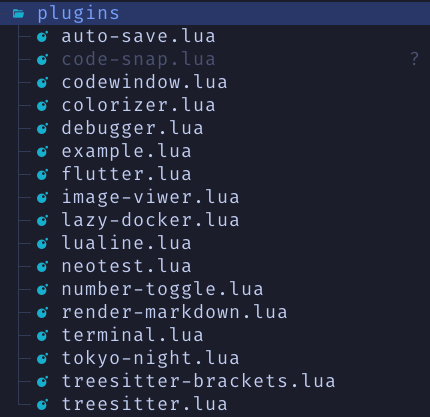 plugins
auto-save.lua
code-snap.lua ?
codewindow.lua
colorizer.lua
debugger.lua
example.lua
flutter.lua
image-viwer.lua
lazy-docker.lua
lualine.lua
neotest.lua
number-toggle.lua
render-markdown.lua
terminal.lua
tokyo-night.lua
treesitter-brackets.lua
treesitter.lua